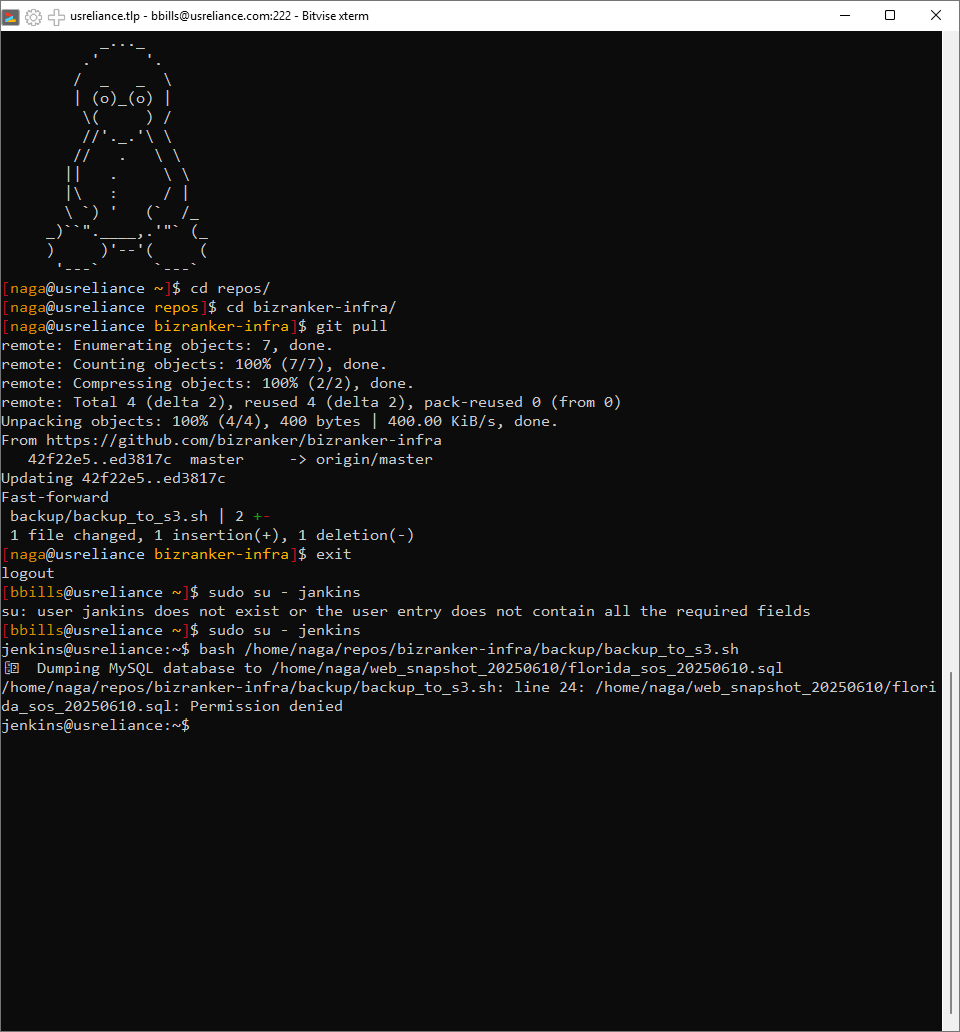 usreliance.tlp - bbills@usreliance.com:222 - Bitvise xterm
[naga@usreliance ~]$ cd repos/
[naga@usreliance repos]$ cd bizranker-infra/
[naga@usreliance bizranker-infra]$ git pull
remote: Enumerating objects: 7, done.
remote: Counting objects: 100% (7/7), done.
remote: Compressing objects: 100% (2/2), done.
remote: Total 4 (delta 2), reused 4 (delta 2), pack-reused 0 (from 0)
Unpacking objects: 100% (4/4), 400 bytes | 400.00 KiB/s, done.
From https://github.com/bizranker/bizranker-infra
   42f22e5..ed3817c  master     -> origin/master
Updating 42f22e5..ed3817c
Fast-forward
 backup/backup_to_s3.sh | 2 +-
 1 file changed, 1 insertion(+), 1 deletion(-)
[naga@usreliance bizranker-infra]$ exit
logout
[bbills@usreliance ~]$ sudo su - jankins
su: user jankins does not exist or the user entry does not contain all the required fields
[bbills@usreliance ~]$ sudo su - jenkins
jenkins@usreliance:~$ bash /home/naga/repos/bizranker-infra/backup/backup_to_s3.sh
Dumping MySQL database to /home/naga/web_snapshot_20250610/florida_sos_20250610.sql
/home/naga/repos/bizranker-infra/backup/backup_to_s3.sh: line 24: /home/naga/web_snapshot_20250610/flori
da_sos_20250610.sql: Permission denied
jenkins@usreliance:~$